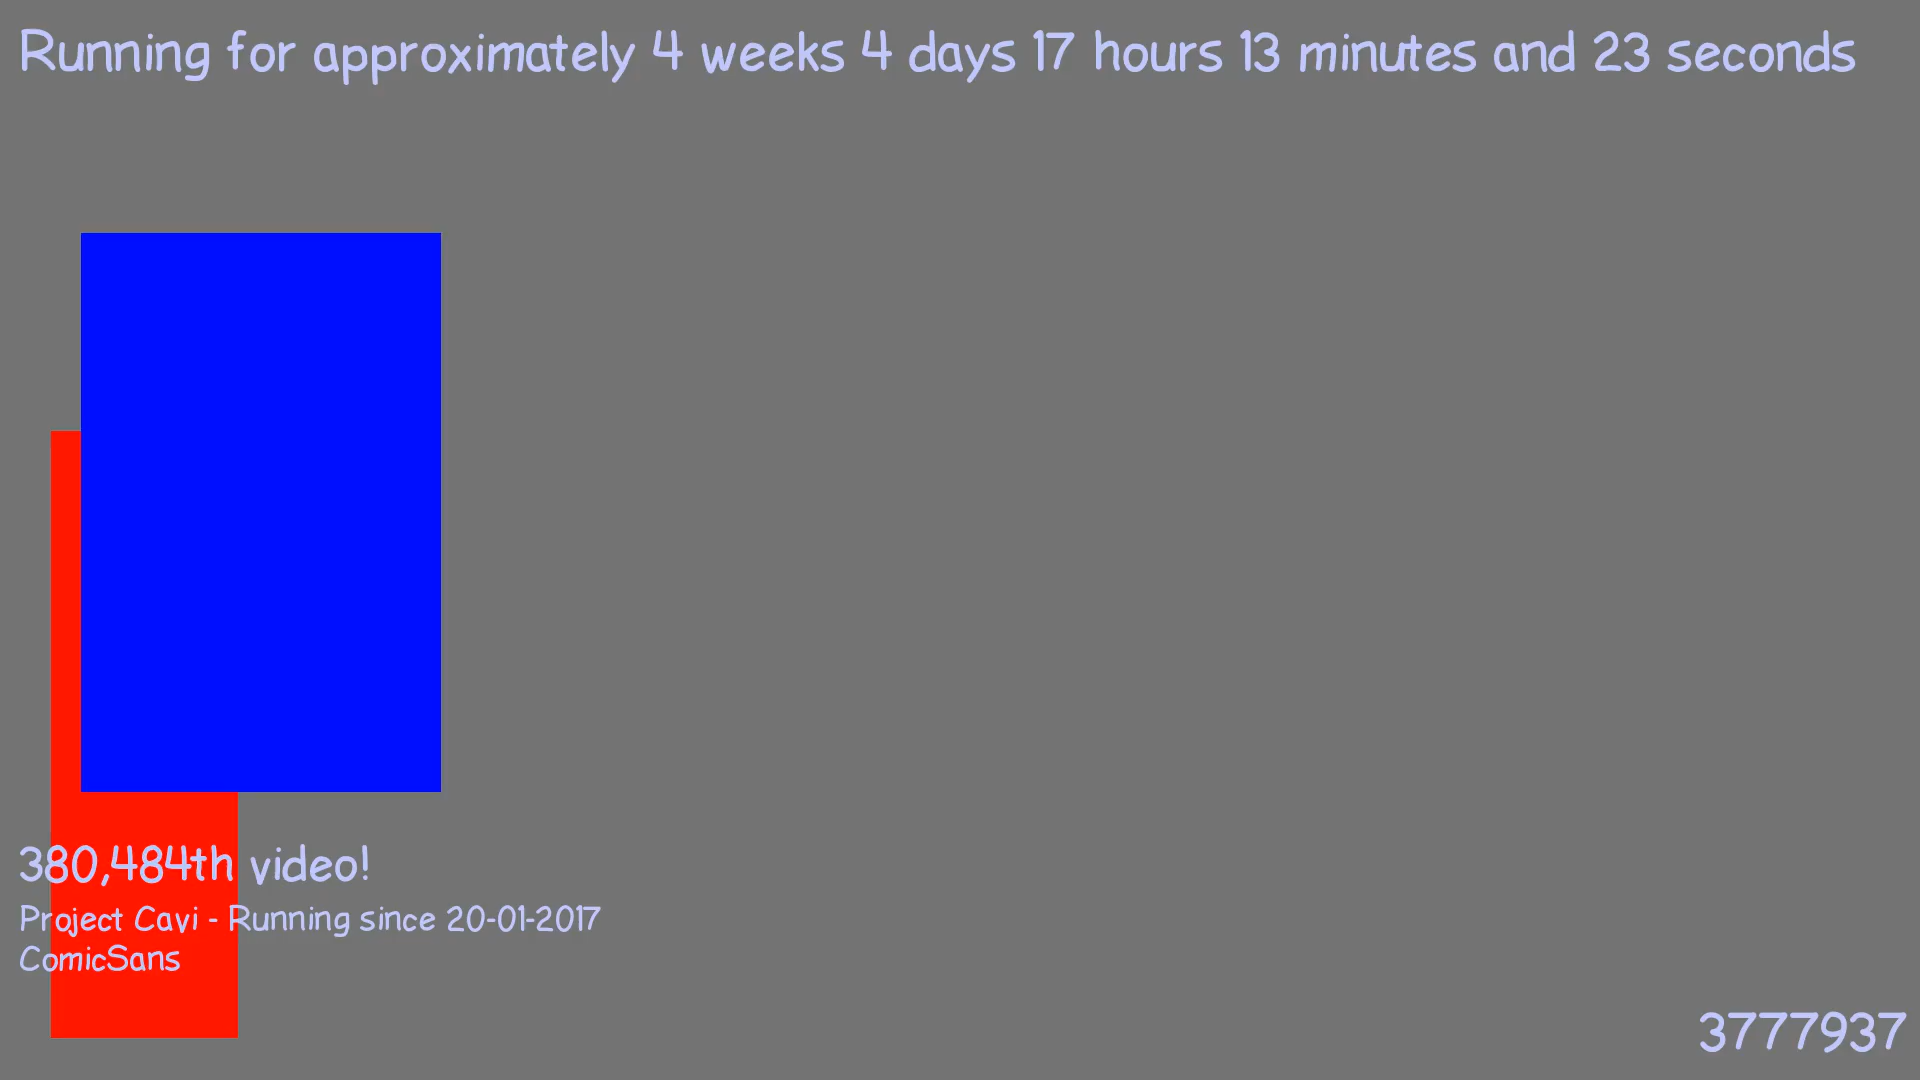 Running for approximately 4 weeks 4 days 17 hours 13 minutes and 23 seconds
380,484th video!
Project Cavi - Running since 20-01-2017
ComicSans
3777937